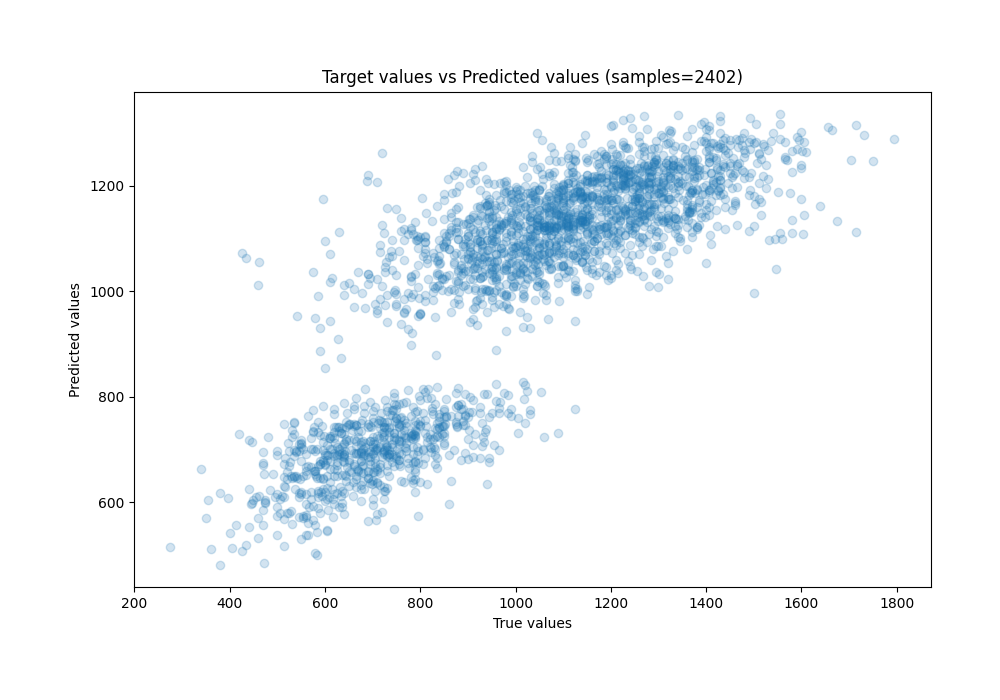 Target values vs Predicted values (samples=2402)
1200
1000
800
600
Predicted values
200 400 600 800 1000 1200 1400 1600 1800
True values